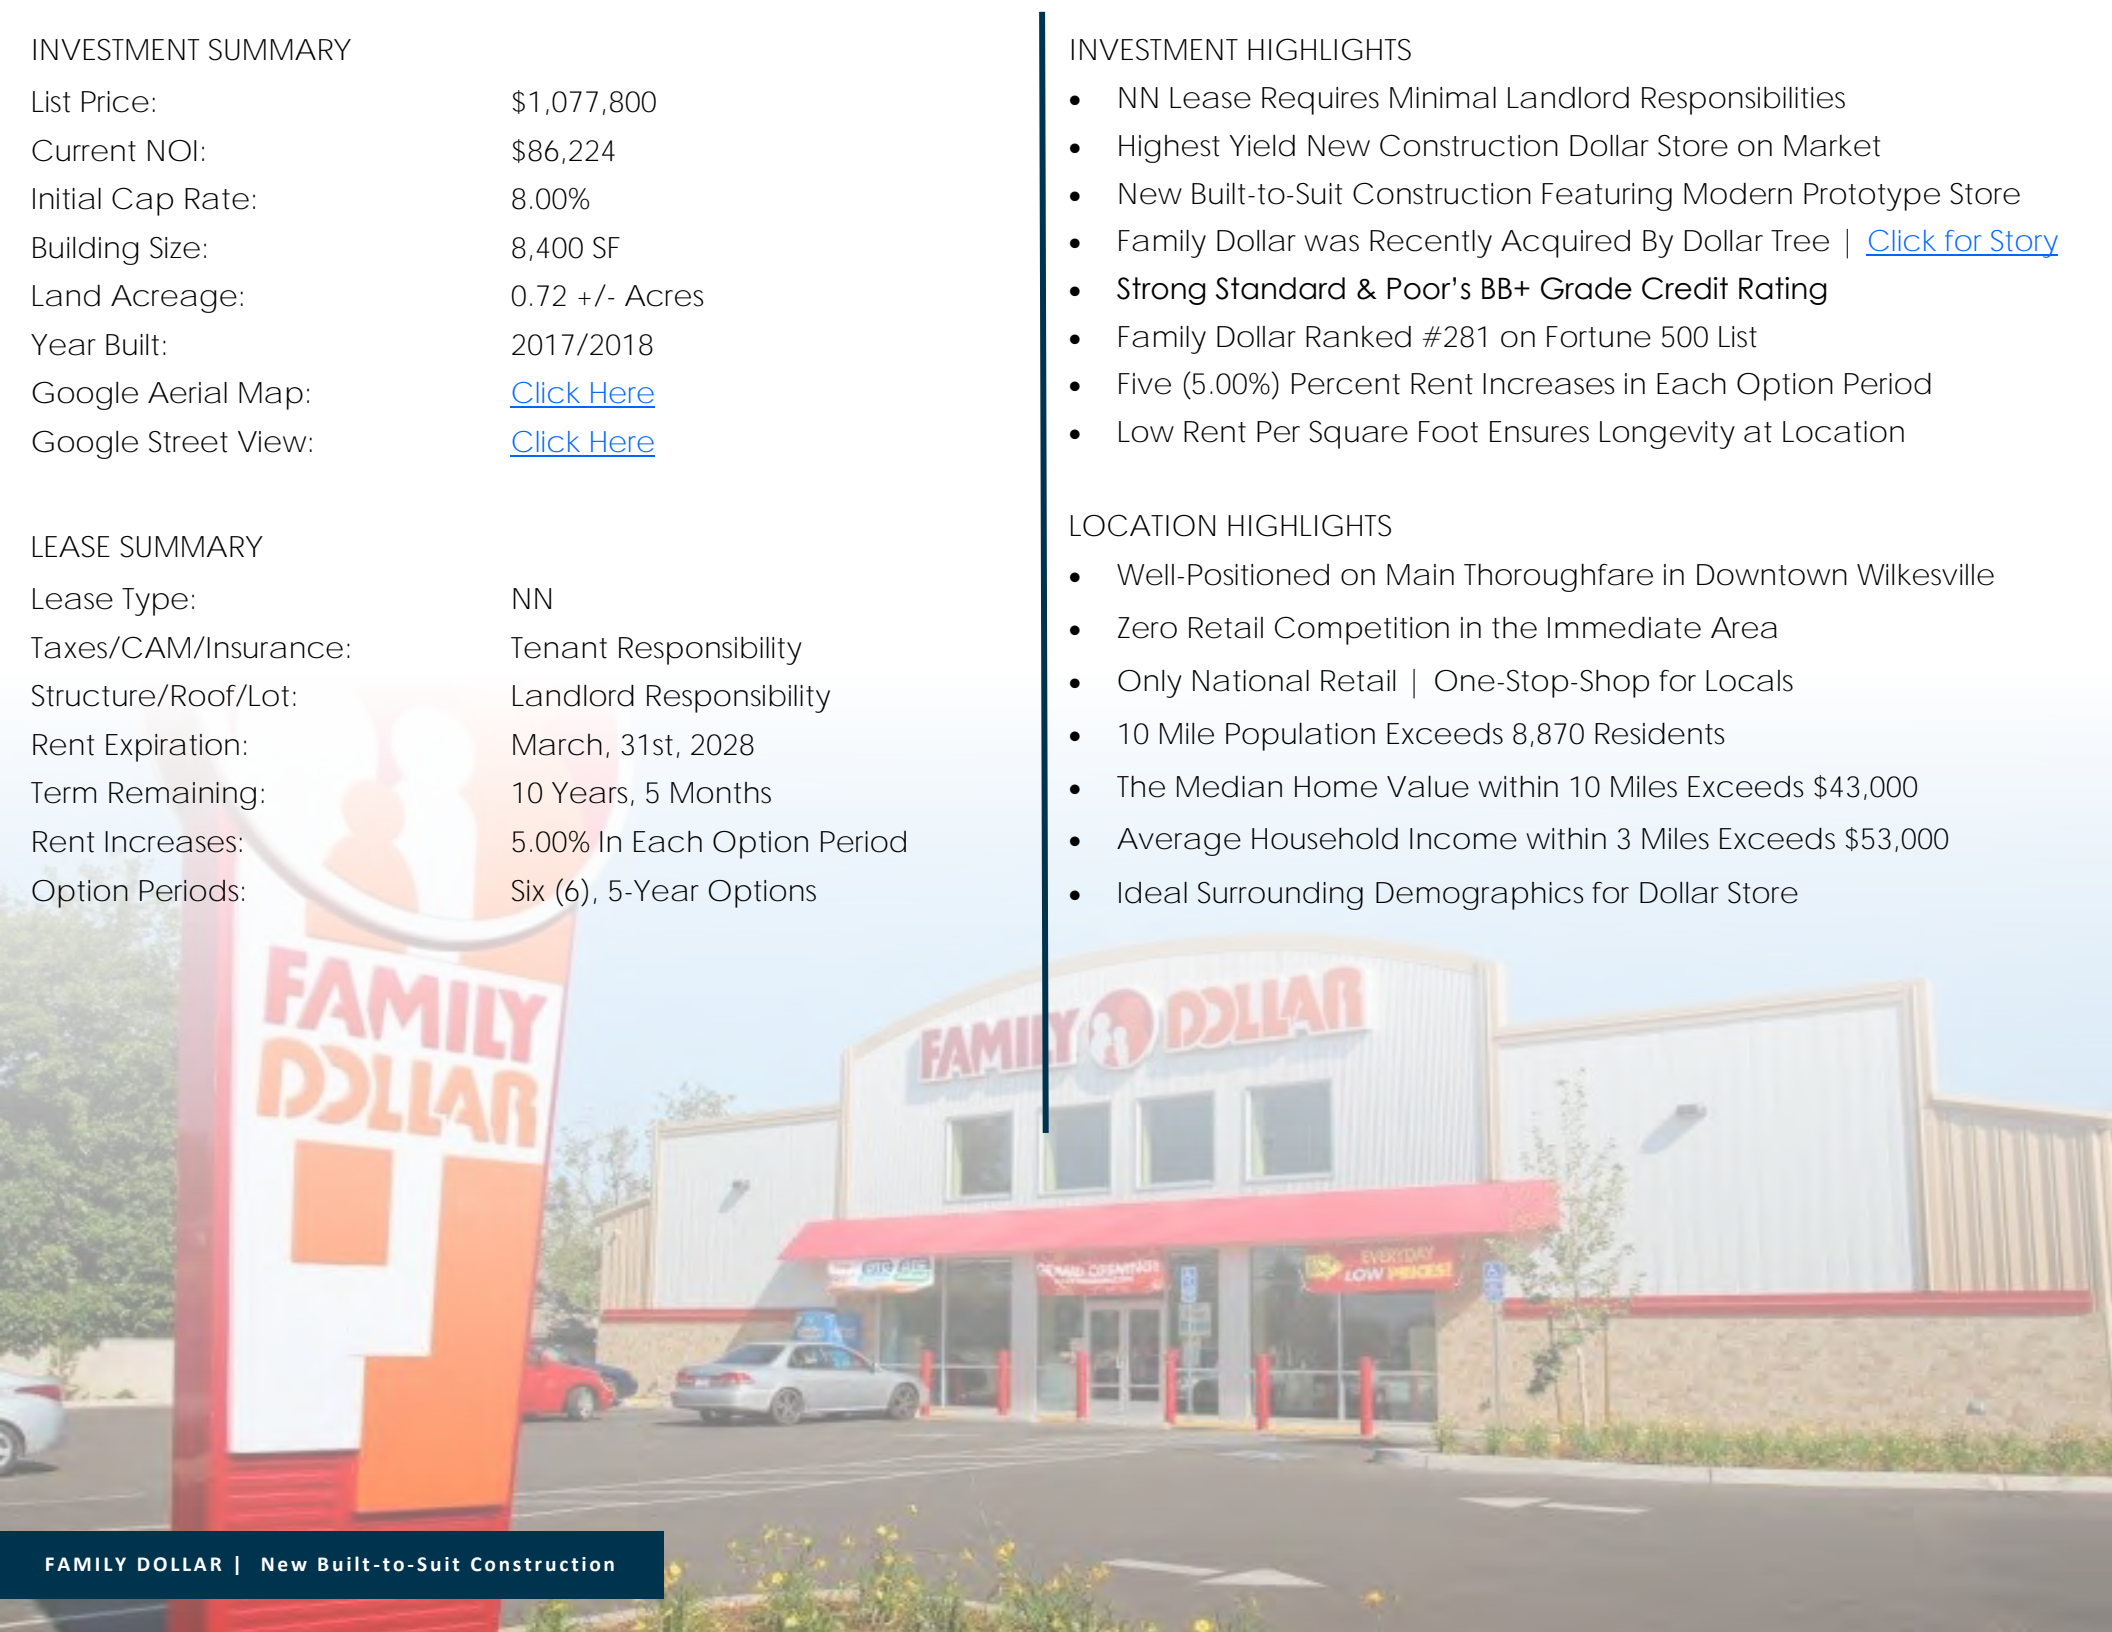 INVESTMENT SUMMARY
List Price: $1,077,800
Current NOI: $86,224
Initial Cap Rate: 8.00%
Building Size: 8,400 SF
Land Acreage: 0.72 +/- Acres
Year Built: 2017/2018
Google Aerial Map: Click Here
Google Street View: Click Here
LEASE SUMMARY
Lease Type: NN
Taxes/CAM/Insurance: Tenant Responsibility
Structure/Roof/Lot: Landlord Responsibility
Rent Expiration: March, 31st, 2028
Term Remaining: 10 Years, 5 Months
Rent Increases: 5.00% In Each Option Period
Option Periods: Six (6), 5-Year Options
INVESTMENT HIGHLIGHTS
• NN Lease Requires Minimal Landlord Responsibilities
• Highest Yield New Construction Dollar Store on Market
• New Built-to-Suit Construction Featuring Modern Prototype Store
• Family Dollar was Recently Acquired By Dollar Tree | Click for Story
• Strong Standard & Poor's BB+ Grade Credit Rating
• Family Dollar Ranked #281 on Fortune 500 List
• Five (5.00%) Percent Rent Increases in Each Option Period
• Low Rent Per Square Foot Ensures Longevity at Location
LOCATION HIGHLIGHTS
• Well-Positioned on Main Thoroughfare in Downtown Wilkesville
• Zero Retail Competition in the Immediate Area
• Only National Retail | One-Stop-Shop for Locals
• 10 Mile Population Exceeds 8,870 Residents
• The Median Home Value within 10 Miles Exceeds $43,000
• Average Household Income within 3 Miles Exceeds $53,000
• Ideal Surrounding Demographics for Dollar Store
FAMILY
DOLLAR
FAMILY DOLLAR
GRAND OPENING!
EVERYDAY
LOW PRICES!
FAMILY DOLLAR | New Built-to-Suit Construction